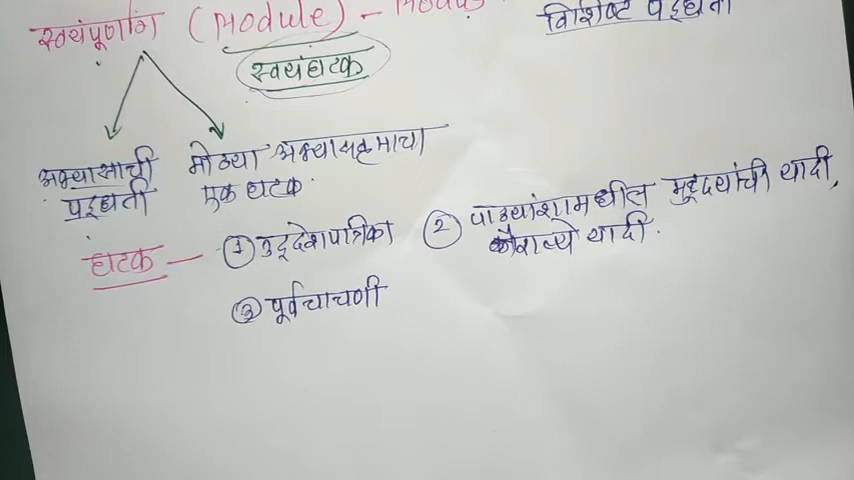 स्वयंपूर्णांग (Module) - Modus विशिष्ट पद्धती
स्वयंघटक
अभ्यासाची मोठ्या अभ्यासक्रमाचा
पद्धती एक घटक.
घटक - ① उद्देशपत्रिका ② पाठ्यांशामधील मुद्द्यांची यादी,
कौशल्ये यादी.
③ पूर्वचाचणी